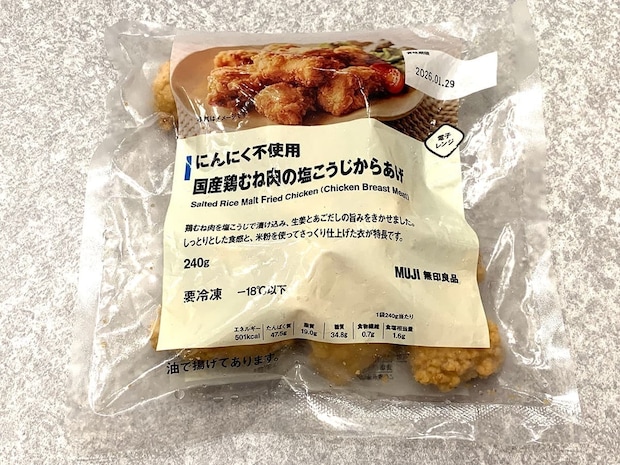 賞味期限
2026.01.29
電子
レンジ
にんにく不使用
国産鶏むね肉の塩こうじからあげ
Salted Rice Malt Fried Chicken (Chicken Breast Meat)
鶏むね肉を塩こうじで漬け込み、生姜とあごだしの旨みをきかせました。
しっとりとした食感と、米粉を使ってさっくり仕上げた衣が特長です。
240g
MUJI 無印良品
要冷凍 -18℃以下
1袋240g当たり
エネルギー たんぱく質 脂質 糖質 食物繊維 食塩相当量
501kcal 47.5g 19.0g 34.8g 0.7g 1.6g
油で揚げてあります。